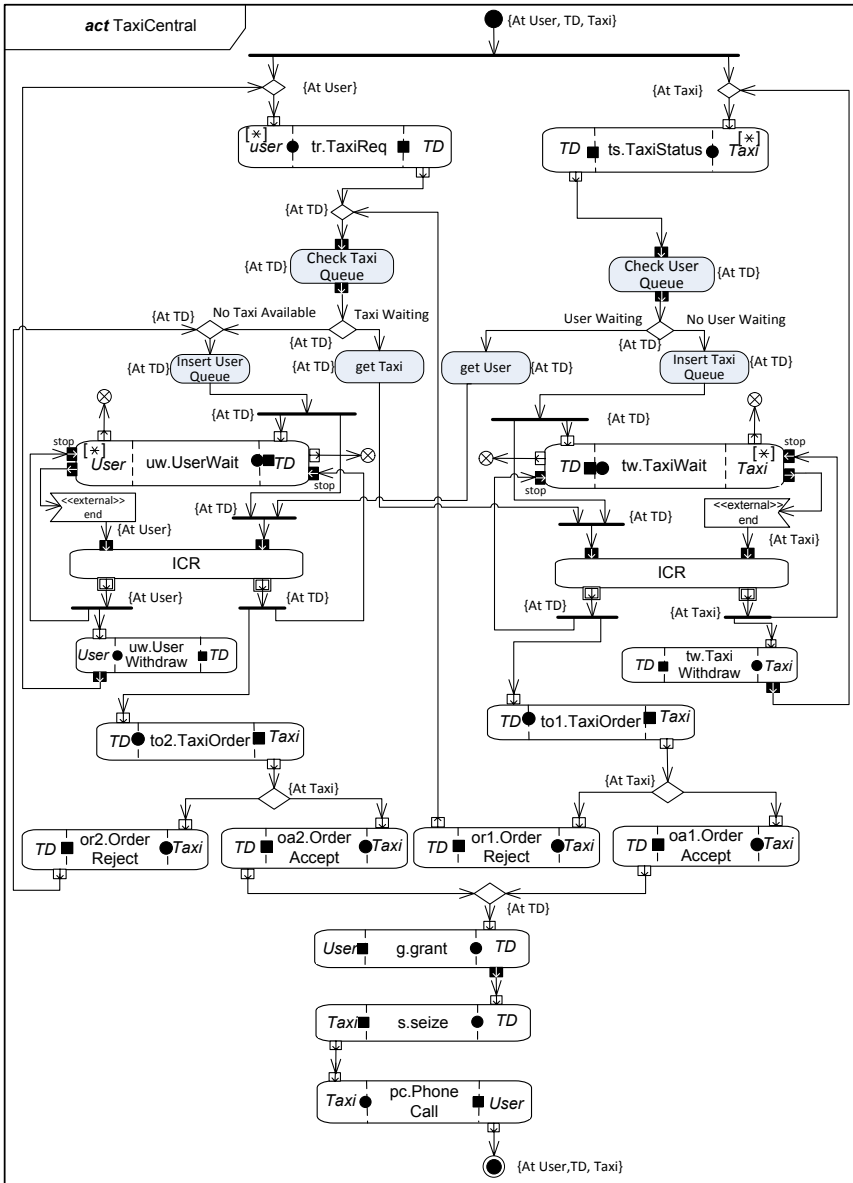 act TaxiCentral
{At User, TD, Taxi}
{At User}
{At Taxi}
[*]
user
tr.TaxiReq
TD
TD
ts.TaxiStatus
[*]
Taxi
{At TD}
Check Taxi
Queue
{At TD}
Check User
Queue
{At TD}
No Taxi Available
Taxi Waiting
User Waiting
No User Waiting
{At TD}
{At TD}
{At TD}
Insert User
Queue
{At TD}
get Taxi
{At TD}
get User
{At TD}
Insert Taxi
Queue
{At TD}
{At TD}
{At TD}
{At TD}
stop
[*]
User
uw.UserWait
TD
stop
TD
tw.TaxiWait
[*]
Taxi
stop
stop
<<external>>
end
{At User}
{At TD}
{At TD}
<<external>>
end
{At Taxi}
ICR
ICR
{At User}
{At TD}
{At TD}
{At Taxi}
User
uw.User
Withdraw
TD
TD
tw.Taxi
Withdraw
Taxi
TD
to2.TaxiOrder
Taxi
TD
to1.TaxiOrder
Taxi
{At Taxi}
{At Taxi}
TD
or2.Order
Reject
Taxi
TD
oa2.Order
Accept
Taxi
TD
or1.Order
Reject
Taxi
TD
oa1.Order
Accept
Taxi
{At TD}
User
g.grant
TD
Taxi
s.seize
TD
Taxi
pc.Phone
Call
User
{At User,TD, Taxi}